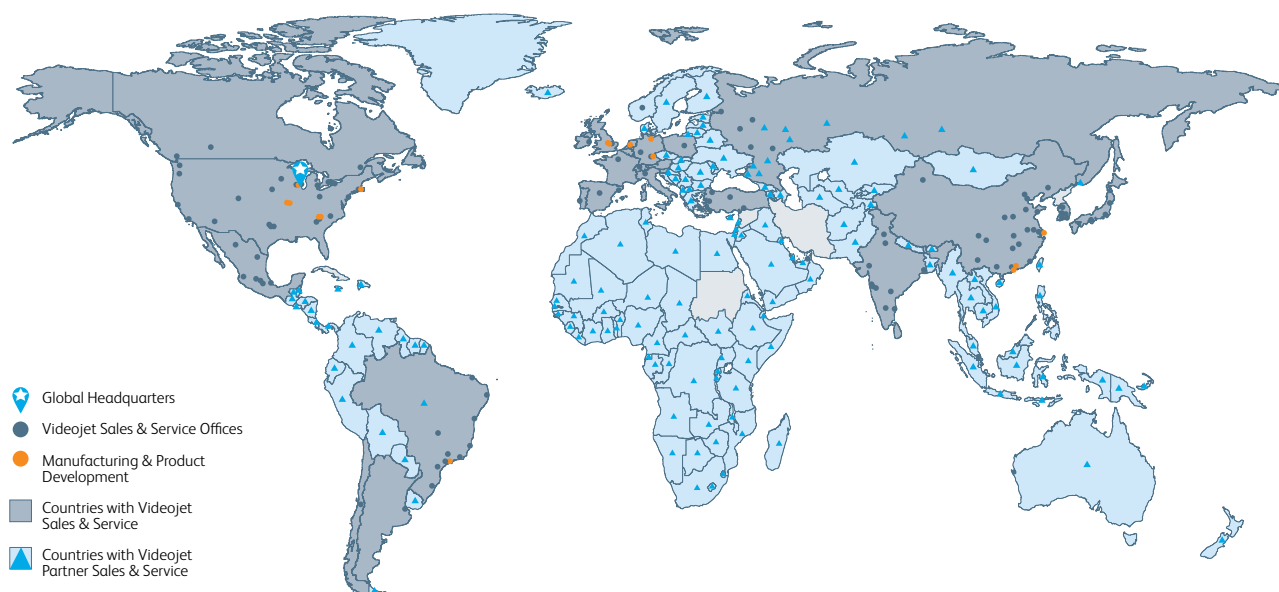 Global Headquarters
Videojet Sales & Service Offices
Manufacturing & Product
Development
Countries with Videojet
Sales & Service
Countries with Videojet
Partner Sales & Service